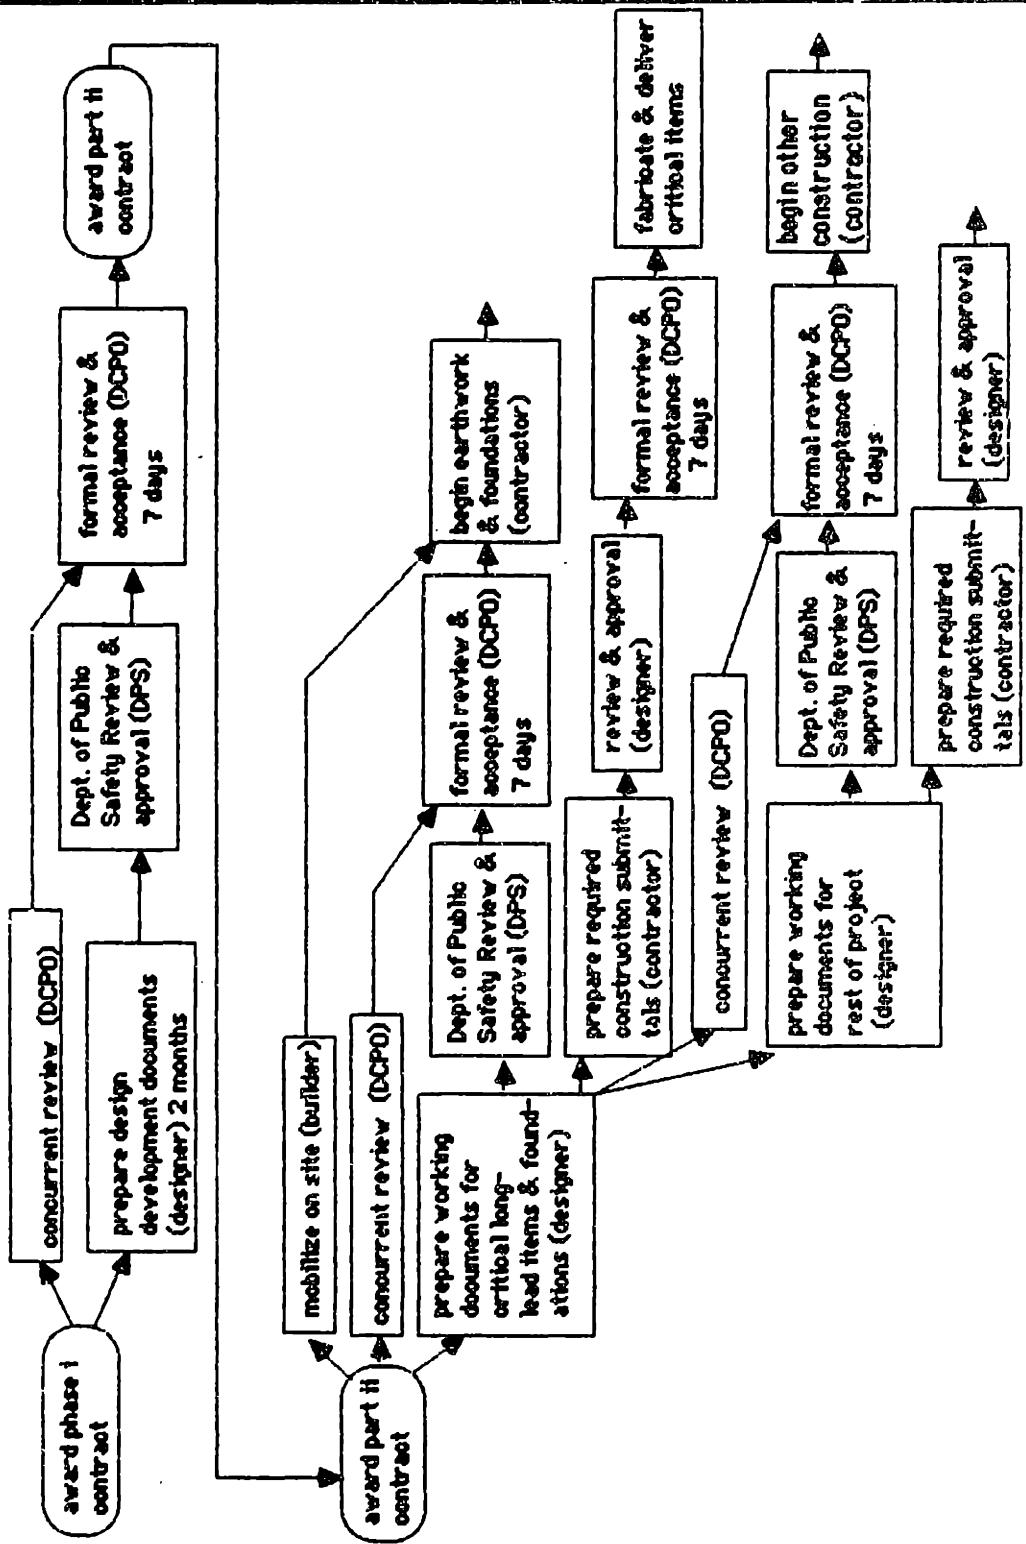 award phase I
contract
concurrent review (DCPO)
prepare design
development documents
(designer) 2 months
Dept. of Public
Safety Review &
approval (DPS)
formal review &
acceptance (DCPO)
7 days
award part II
contract
award part II
contract
mobilize on site (builder)
concurrent review (DCPO)
prepare working
documents for
critical long-
lead items & found-
ations (designer)
Dept. of Public
Safety Review &
approval (DPS)
formal review &
acceptance (DCPO)
7 days
begin earthwork
& foundations
(contractor)
prepare required
construction submit-
tals (contractor)
review & approval
(designer)
formal review &
acceptance (DCPO)
7 days
fabricate & deliver
critical items
concurrent review (DCPO)
prepare working
documents for
rest of project
(designer)
Dept. of Public
Safety Review &
approval (DPS)
formal review &
acceptance (DCPO)
7 days
begin other
construction
(contractor)
prepare required
construction submit-
tals (contractor)
review & approval
(designer)